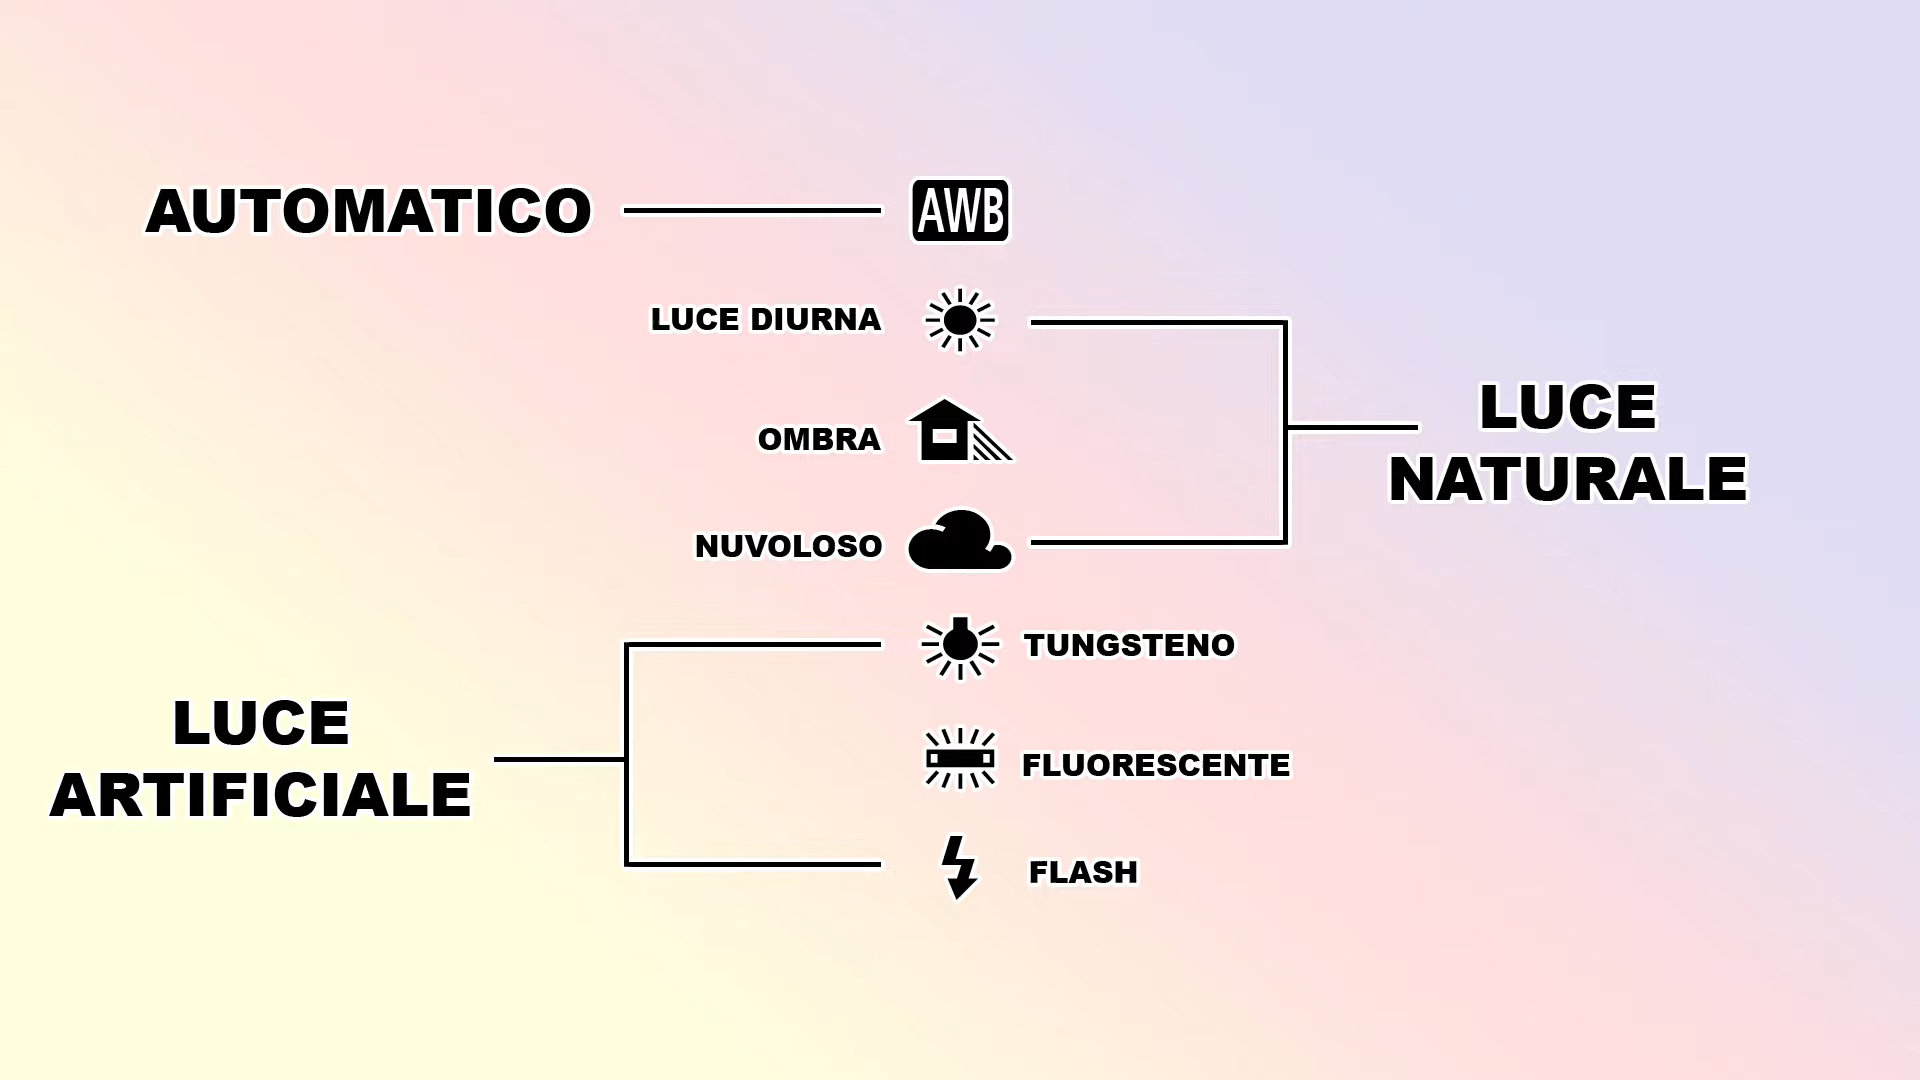 AUTOMATICO
AWB
LUCE DIURNA
OMBRA
NUVOLOSO
LUCE
NATURALE
TUNGSTENO
FLUORESCENTE
FLASH
LUCE
ARTIFICIALE